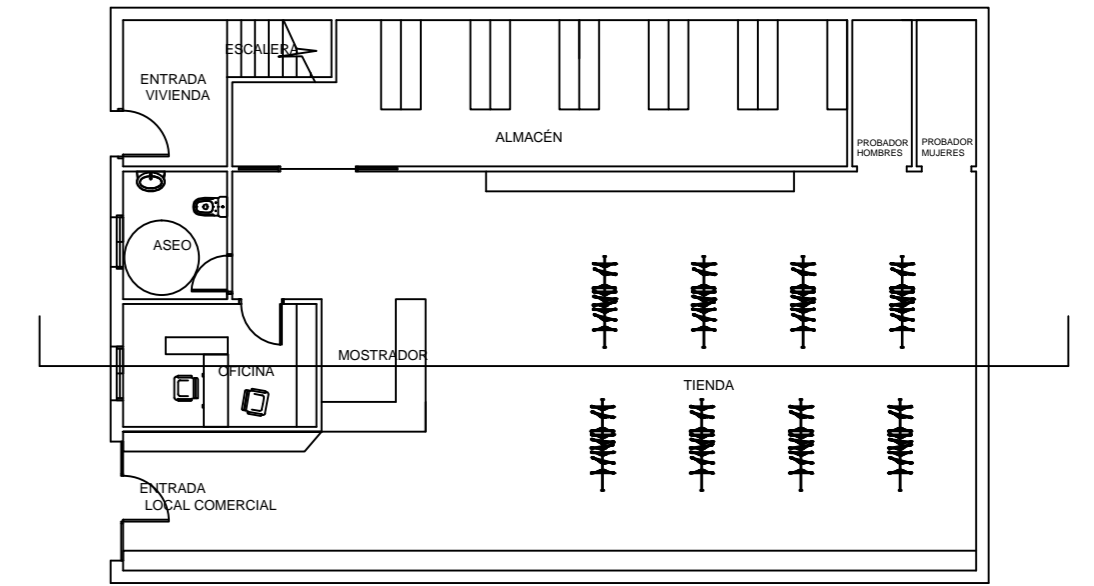 ESCALERA
ENTRADA
VIVIENDA
ALMACÉN
PROBADOR
HOMBRES
PROBADOR
MUJERES
ASEO
MOSTRADOR
OFICINA
TIENDA
ENTRADA
LOCAL COMERCIAL